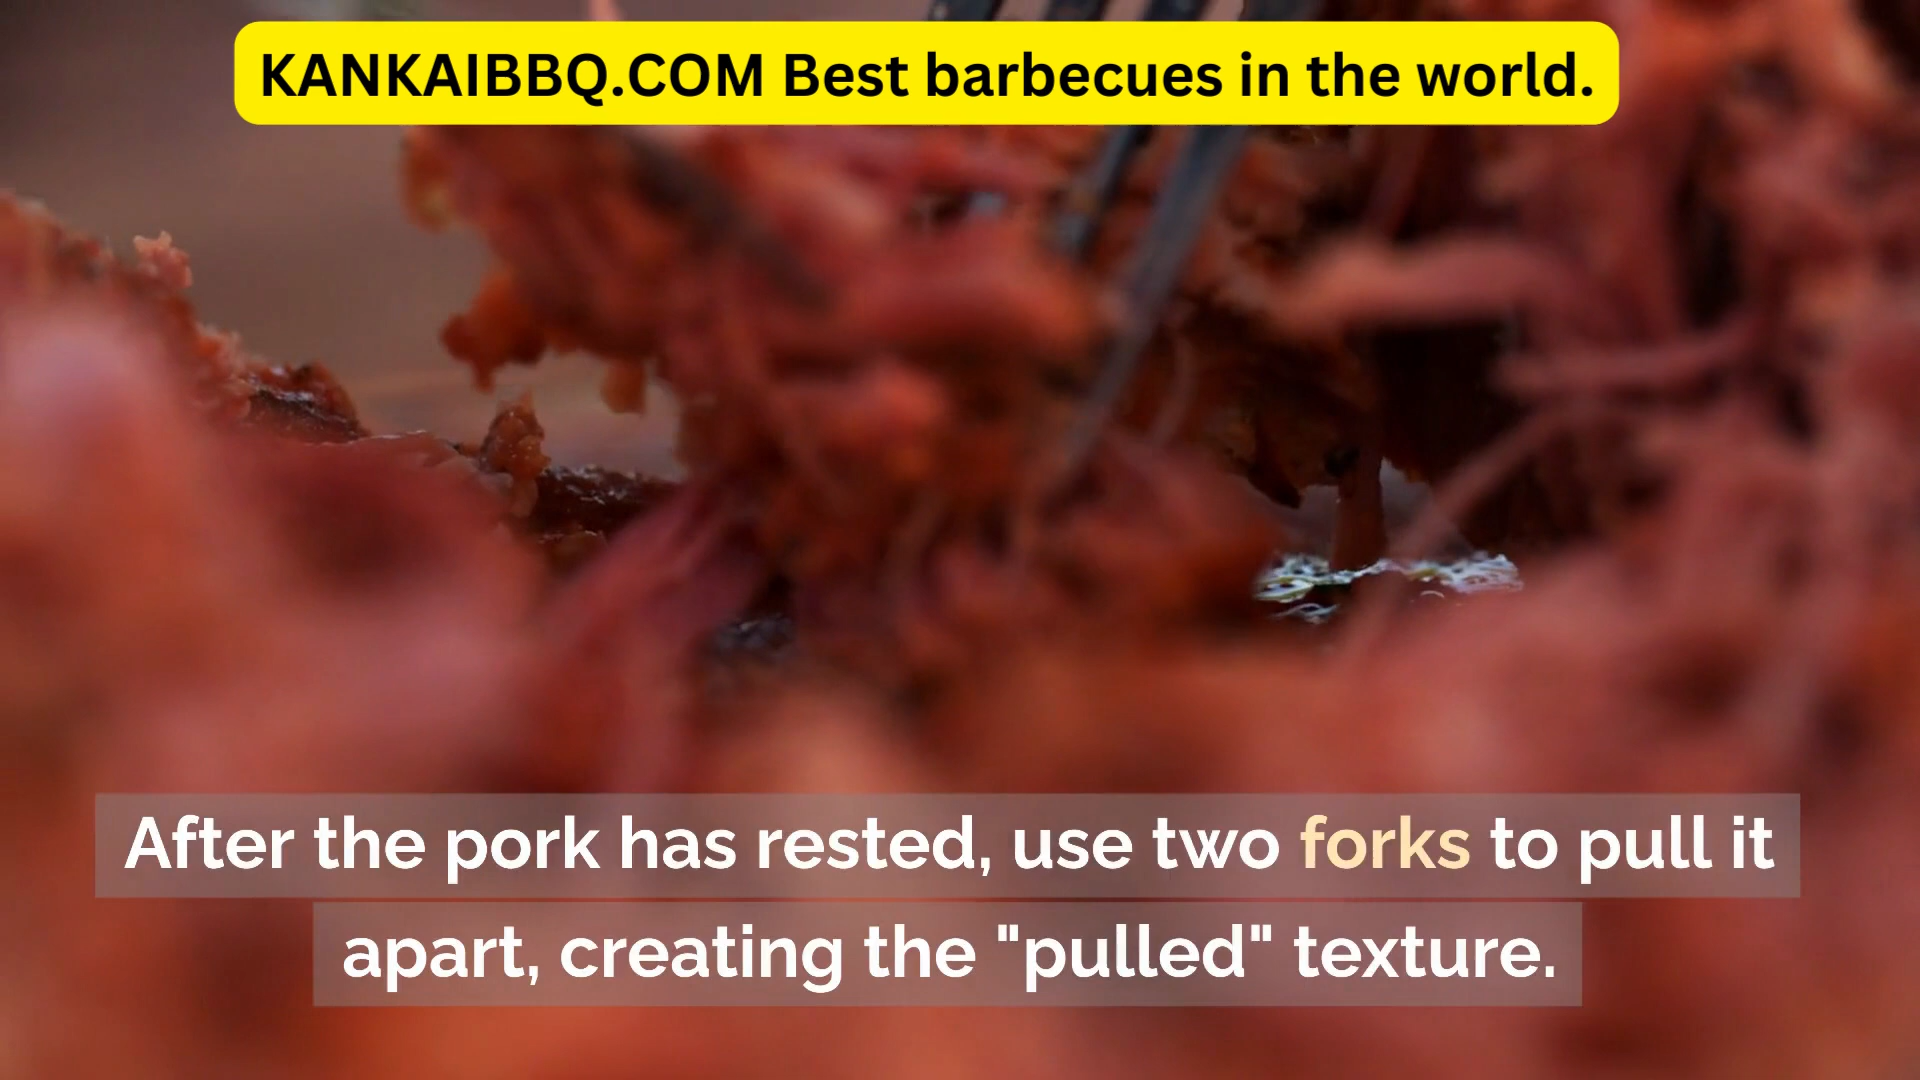 KANKAIBBQ.COM Best barbecues in the world.
After the pork has rested, use two forks to pull it
apart, creating the "pulled" texture.